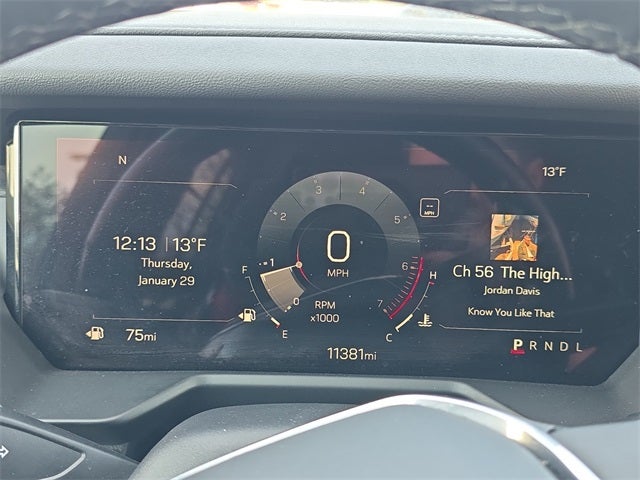 N
13°F
12:13 | 13°F
Thursday,
January 29
75mi
1 2 3 4 5 6 7
0
0
MPH
RPM
x1000
F
E
H
C
--
MPH
11381mi
Ch 56 The High...
Jordan Davis
Know You Like That
P R N D L